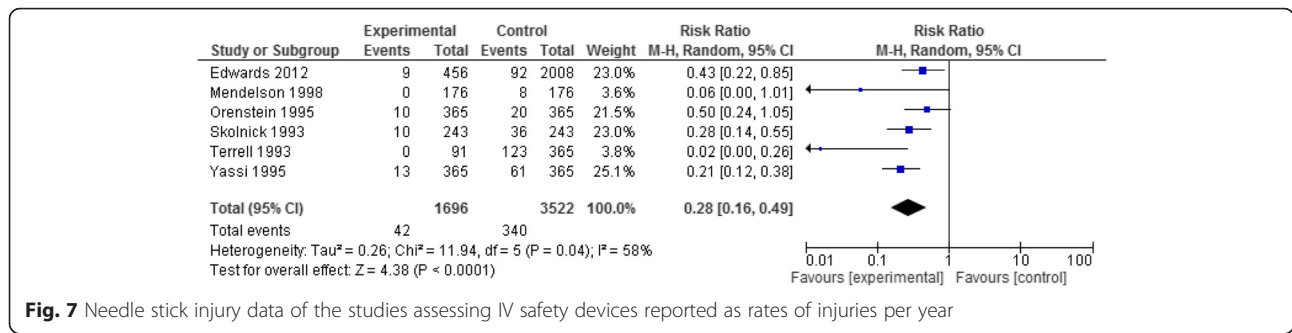 Experimental Control Risk Ratio Risk Ratio
Study or Subgroup Events Total Events Total Weight M-H, Random, 95% CI M-H, Random, 95% CI
Edwards 2012 9 456 92 2008 23.0% 0.43 [0.22, 0.85]
Mendelson 1998 0 176 8 176 3.6% 0.06 [0.00, 1.01]
Orenstein 1995 10 365 20 365 21.5% 0.50 [0.24, 1.05]
Skolnick 1993 10 243 36 243 23.0% 0.28 [0.14, 0.55]
Terrell 1993 0 91 123 365 3.8% 0.02 [0.00, 0.26]
Yassi 1995 13 365 61 365 25.1% 0.21 [0.12, 0.38]
Total (95% CI) 1696 3522 100.0% 0.28 [0.16, 0.49]
Total events 42 340
Heterogeneity: Tau² = 0.26; Chi² = 11.94, df = 5 (P = 0.04); I² = 58%
Test for overall effect: Z = 4.38 (P < 0.0001)
0.01 0.1 1 10 100
Favours [experimental] Favours [control]
Fig. 7 Needle stick injury data of the studies assessing IV safety devices reported as rates of injuries per year